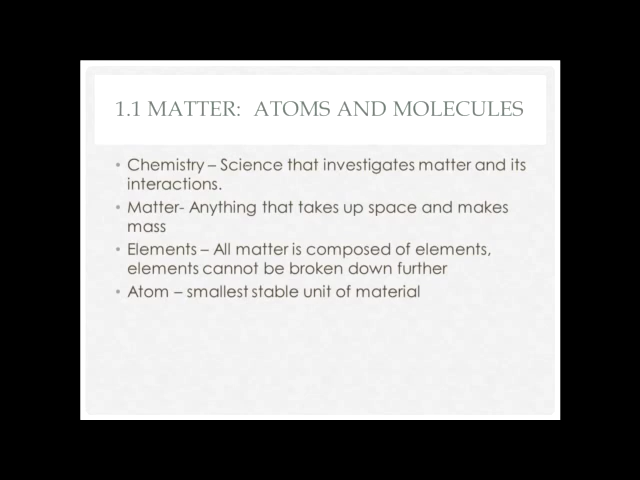 1.1 MATTER:  ATOMS AND MOLECULES
• Chemistry – Science that investigates matter and its
interactions.
• Matter- Anything that takes up space and makes
mass
• Elements – All matter is composed of elements,
elements cannot be broken down further
• Atom – smallest stable unit of material